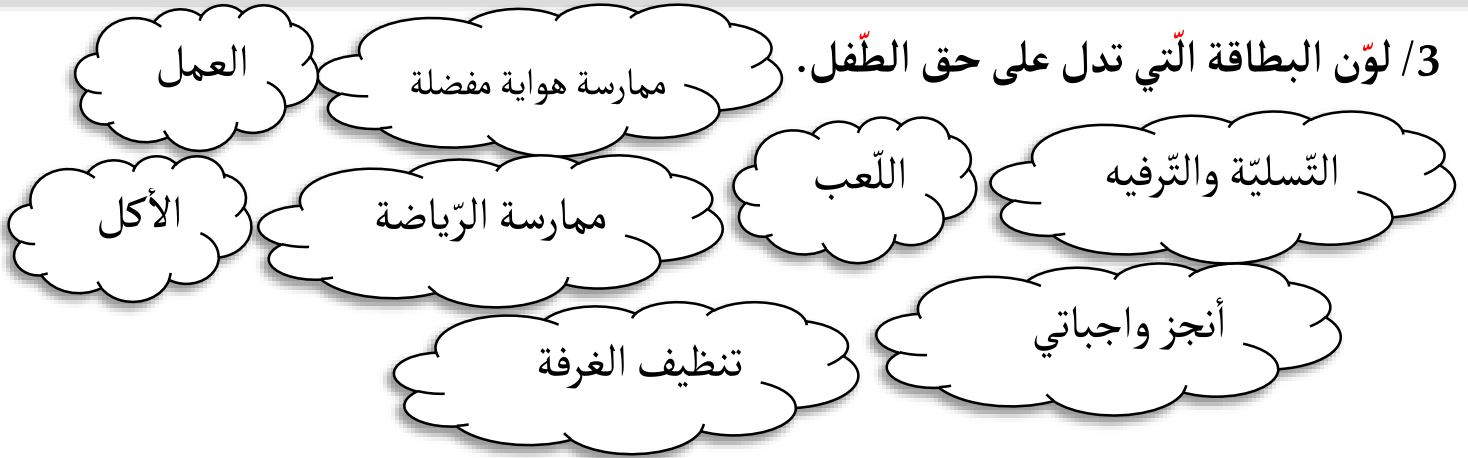 3/ لوّن البطاقة الّتي تدل على حق الطّفل.
ممارسة هواية مفضلة
العمل
التّسليّة والتّرفيه
اللّعب
ممارسة الرّياضة
الأكل
أنجز واجباتي
تنظيف الغرفة